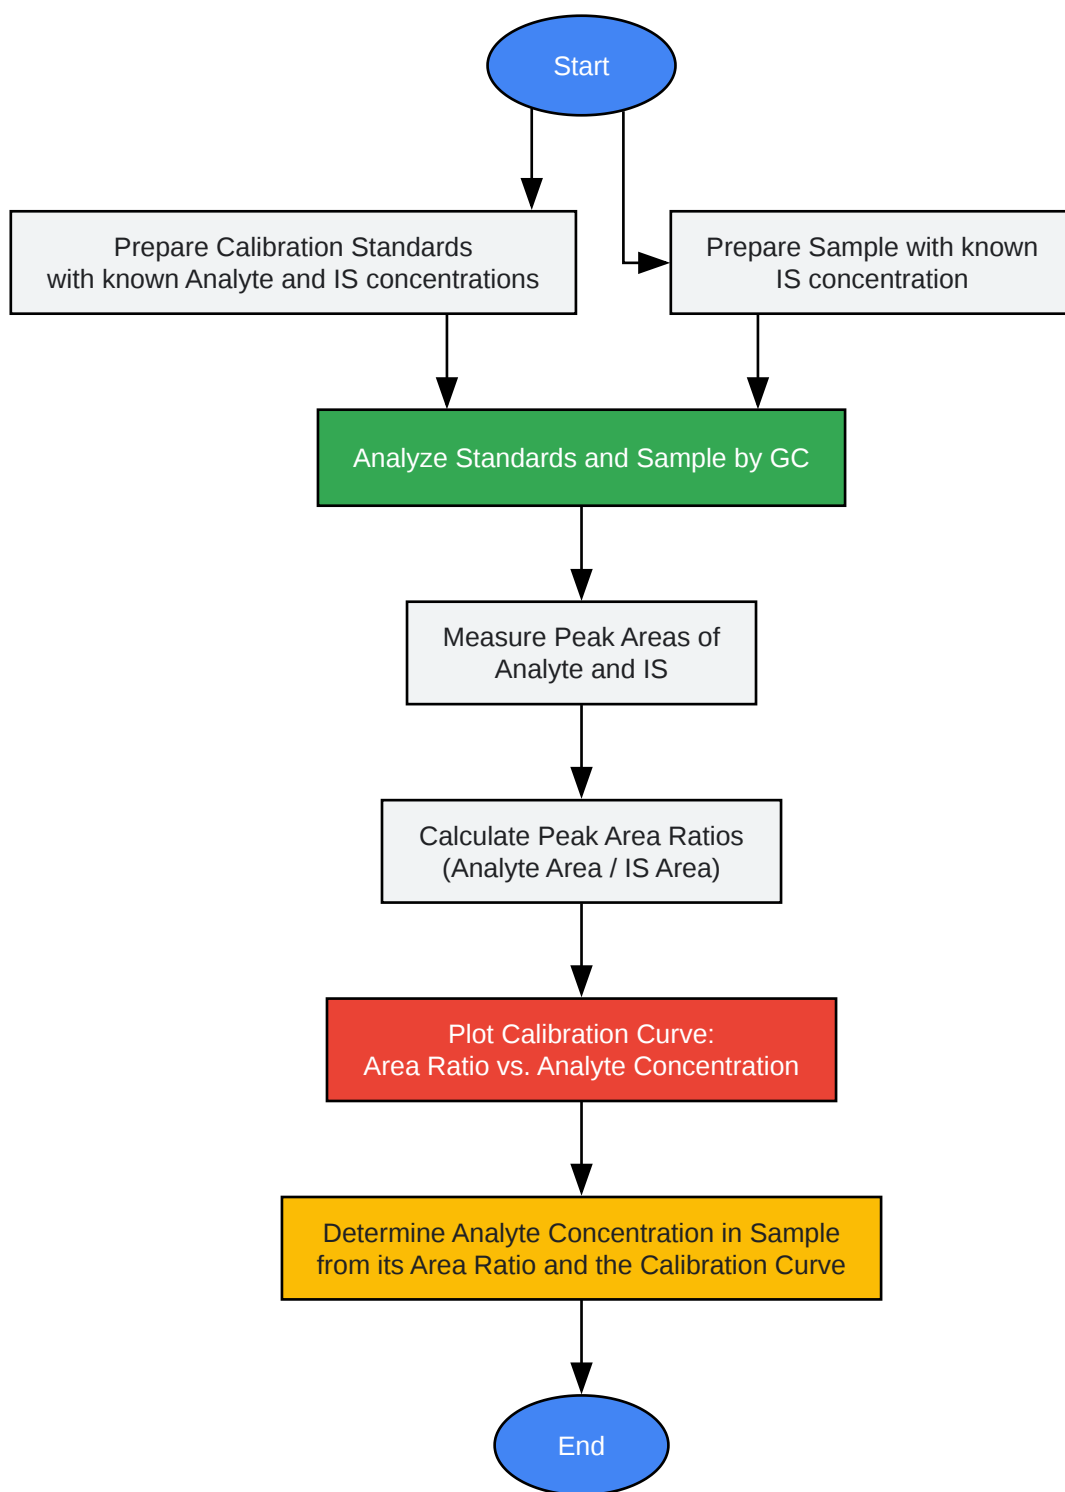 Start
Prepare Calibration Standards
with known Analyte and IS concentrations
Prepare Sample with known
IS concentration
Analyze Standards and Sample by GC
Measure Peak Areas of
Analyte and IS
Calculate Peak Area Ratios
(Analyte Area / IS Area)
Plot Calibration Curve:
Area Ratio vs. Analyte Concentration
Determine Analyte Concentration in Sample
from its Area Ratio and the Calibration Curve
End